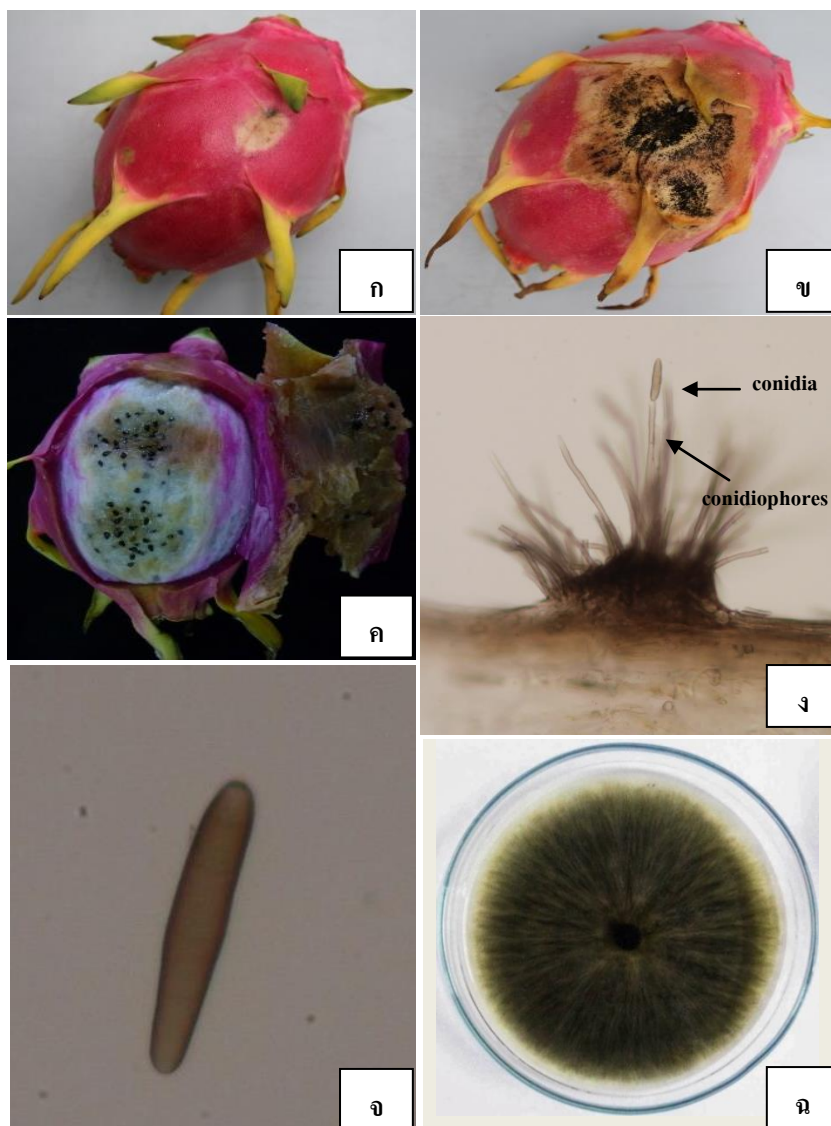 ก
ข
ค
conidia
conidiophores
ง
จ
ฉ